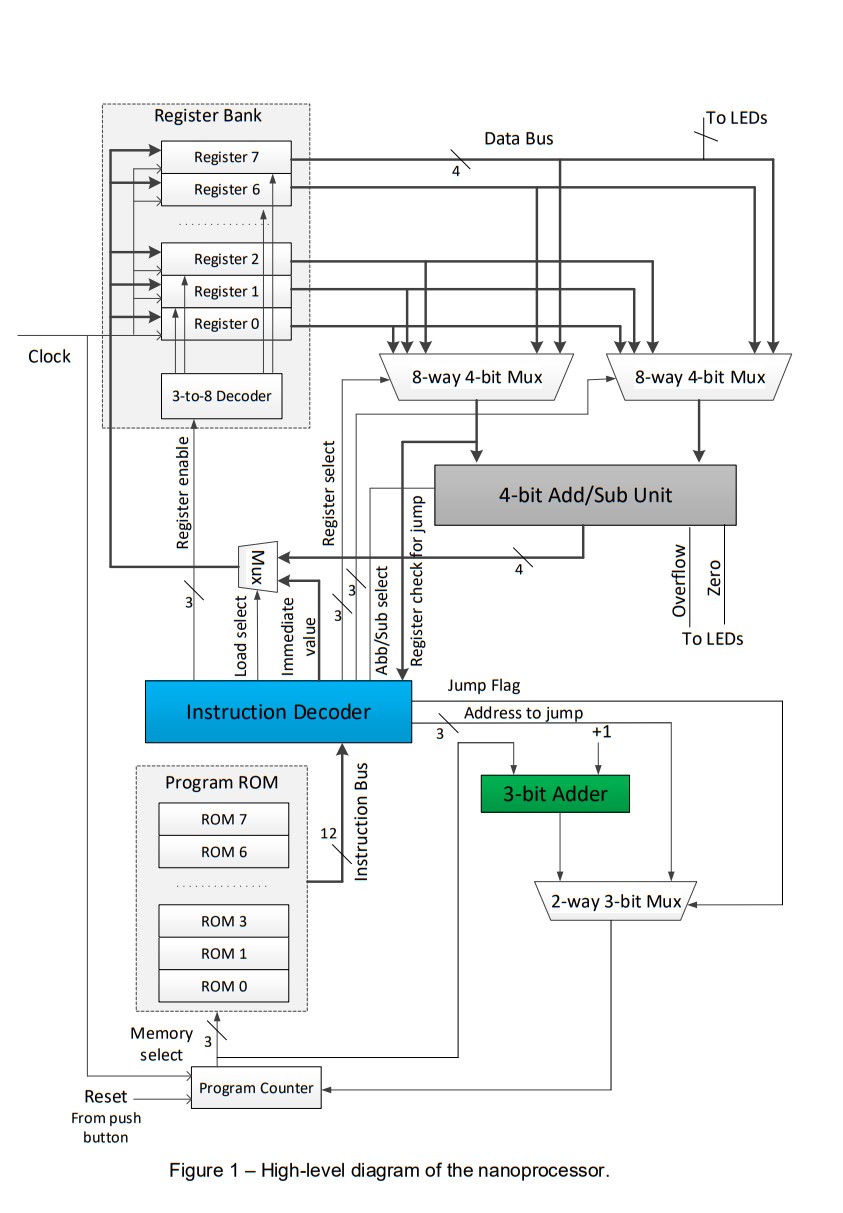 Register Bank
To LEDs
Data Bus
Register 7
4
Register 6
. . . . . . . . . . . . . . .
Register 2
Register 1
Register 0
Clock
8-way 4-bit Mux
8-way 4-bit Mux
3-to-8 Decoder
Register enable
Register select
4-bit Add/Sub Unit
Register check for jump
Mux
4
3
3
3
Overflow
Zero
Load select
Immediate
value
Abb/Sub select
To LEDs
Jump Flag
Instruction Decoder
Address to jump
3
+1
Program ROM
3-bit Adder
ROM 7
12
Instruction Bus
ROM 6
. . . . . . . . . . . . . . .
2-way 3-bit Mux
ROM 3
ROM 1
ROM 0
Memory
select
3
Program Counter
Reset
From push
button
Figure 1 – High-level diagram of the nanoprocessor.